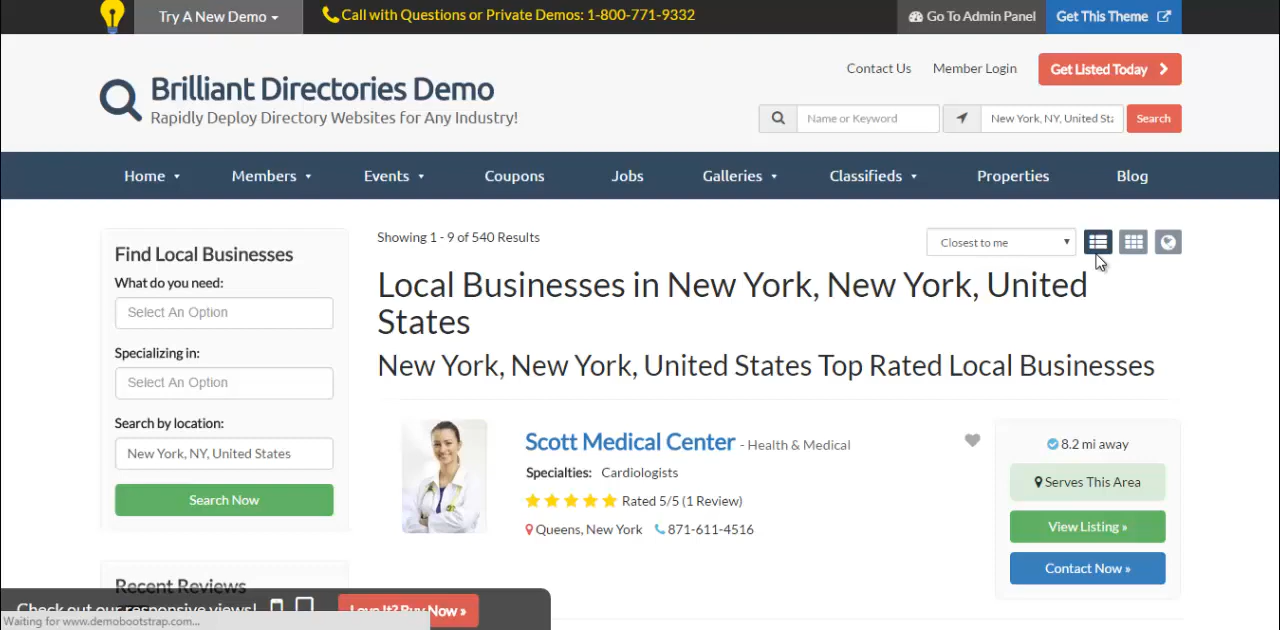 Try A New Demo
Call with Questions or Private Demos: 1-800-771-9332
Go To Admin Panel
Get This Theme
Contact Us
Member Login
Get Listed Today
Brilliant Directories Demo
Rapidly Deploy Directory Websites for Any Industry!
Name or Keyword
New York, NY, United Sta
Search
Home
Members
Events
Coupons
Jobs
Galleries
Classifieds
Properties
Blog
Find Local Businesses
What do you need:
Select An Option
Specializing in:
Select An Option
Search by location:
New York, NY, United States
Search Now
Recent Reviews
Showing 1 - 9 of 540 Results
Closest to me
Local Businesses in New York, New York, United
States
New York, New York, United States Top Rated Local Businesses
Scott Medical Center - Health & Medical
Specialties: Cardiologists
Rated 5/5 (1 Review)
Queens, New York 871-611-4516
8.2 mi away
Serves This Area
View Listing »
Contact Now »
Check out our responsive views!
Love It? Buy Now »
Waiting for www.demobootstrap.com...